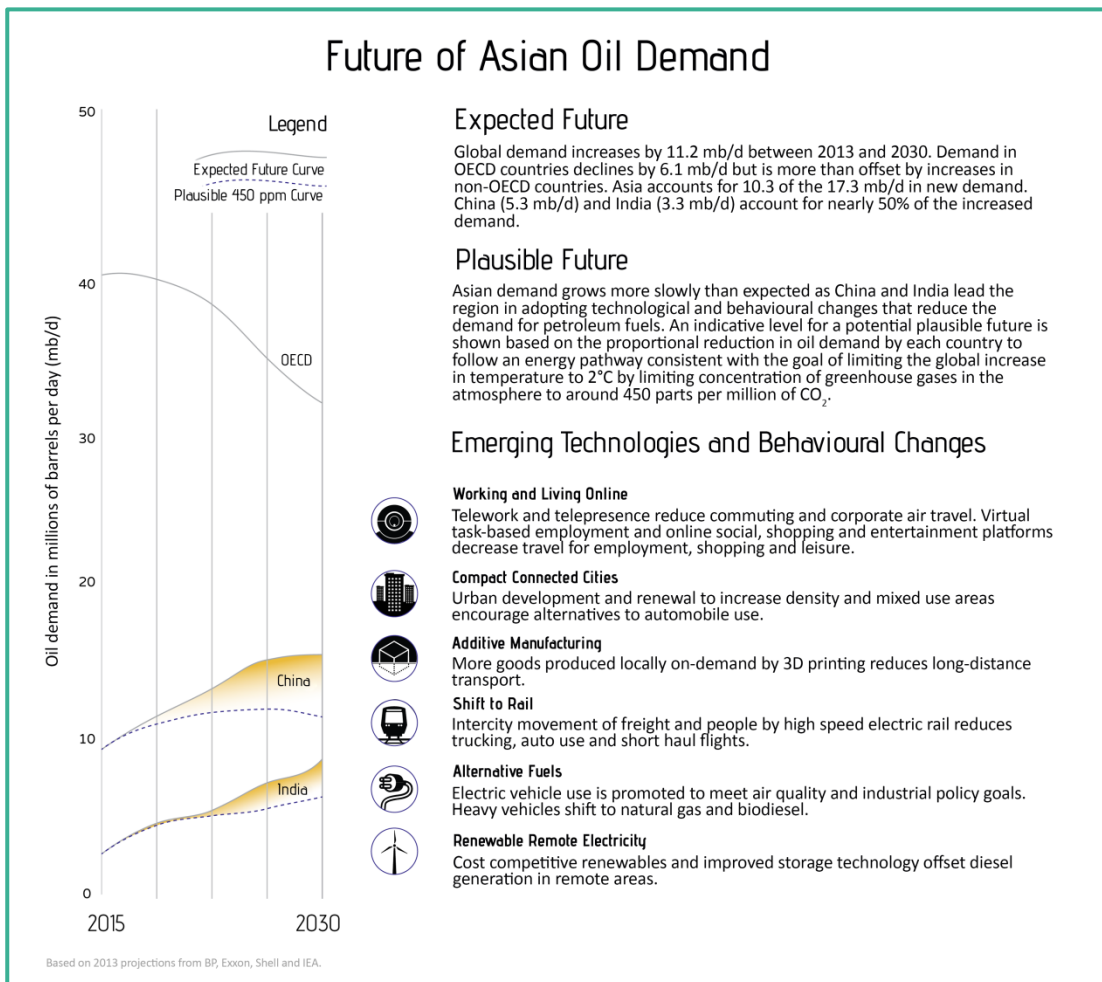 Future of Asian Oil Demand
Oil demand in millions of barrels per day (mb/d)
50
40
30
20
10
0
2015
2030
Legend
Expected Future Curve
Plausible 450 ppm Curve
OECD
China
India
Based on 2013 projections from BP, Exxon, Shell and IEA.
Expected Future
Global demand increases by 11.2 mb/d between 2013 and 2030. Demand in
OECD countries declines by 6.1 mb/d but is more than offset by increases in
non-OECD countries. Asia accounts for 10.3 of the 17.3 mb/d in new demand.
China (5.3 mb/d) and India (3.3 mb/d) account for nearly 50% of the increased
demand.
Plausible Future
Asian demand grows more slowly than expected as China and India lead the
region in adopting technological and behavioural changes that reduce the
demand for petroleum fuels. An indicative level for a potential plausible future is
shown based on the proportional reduction in oil demand by each country to
follow an energy pathway consistent with the goal of limiting the global increase
in temperature to 2°C by limiting concentration of greenhouse gases in the
atmosphere to around 450 parts per million of CO₂.
Emerging Technologies and Behavioural Changes
Working and Living Online
Telework and telepresence reduce commuting and corporate air travel. Virtual
task-based employment and online social, shopping and entertainment platforms
decrease travel for employment, shopping and leisure.
Compact Connected Cities
Urban development and renewal to increase density and mixed use areas
encourage alternatives to automobile use.
Additive Manufacturing
More goods produced locally on-demand by 3D printing reduces long-distance
transport.
Shift to Rail
Intercity movement of freight and people by high speed electric rail reduces
trucking, auto use and short haul flights.
Alternative Fuels
Electric vehicle use is promoted to meet air quality and industrial policy goals.
Heavy vehicles shift to natural gas and biodiesel.
Renewable Remote Electricity
Cost competitive renewables and improved storage technology offset diesel
generation in remote areas.